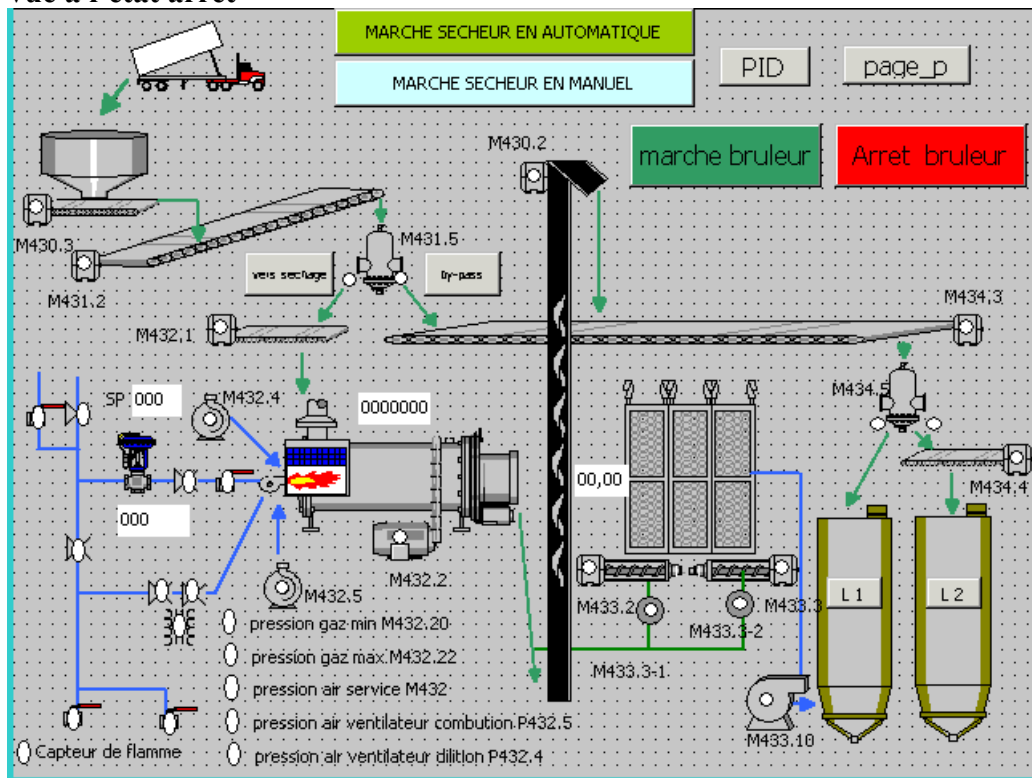 Vue à l'état arrêt
MARCHE SECHEUR EN AUTOMATIQUE
MARCHE SECHEUR EN MANUEL
PID
page_p
M430.2
marche bruleur
Arret bruleur
M430.3
M431.5
vers sechage
by-pass
M431.2
M434.3
M432.1
M434.5
SP 000
M432.4
0000000
00,00
M434.4
000
L 1
L 2
M432.2
M432.5
M433.2
M433.3
M433.3-2
pression gaz min M432.20
pression gaz max M432.22
M433.3-1
pression air service M432
pression air ventilateur combution P432.5
M433.10
Capteur de flamme
pression air ventilateur dilition P432.4